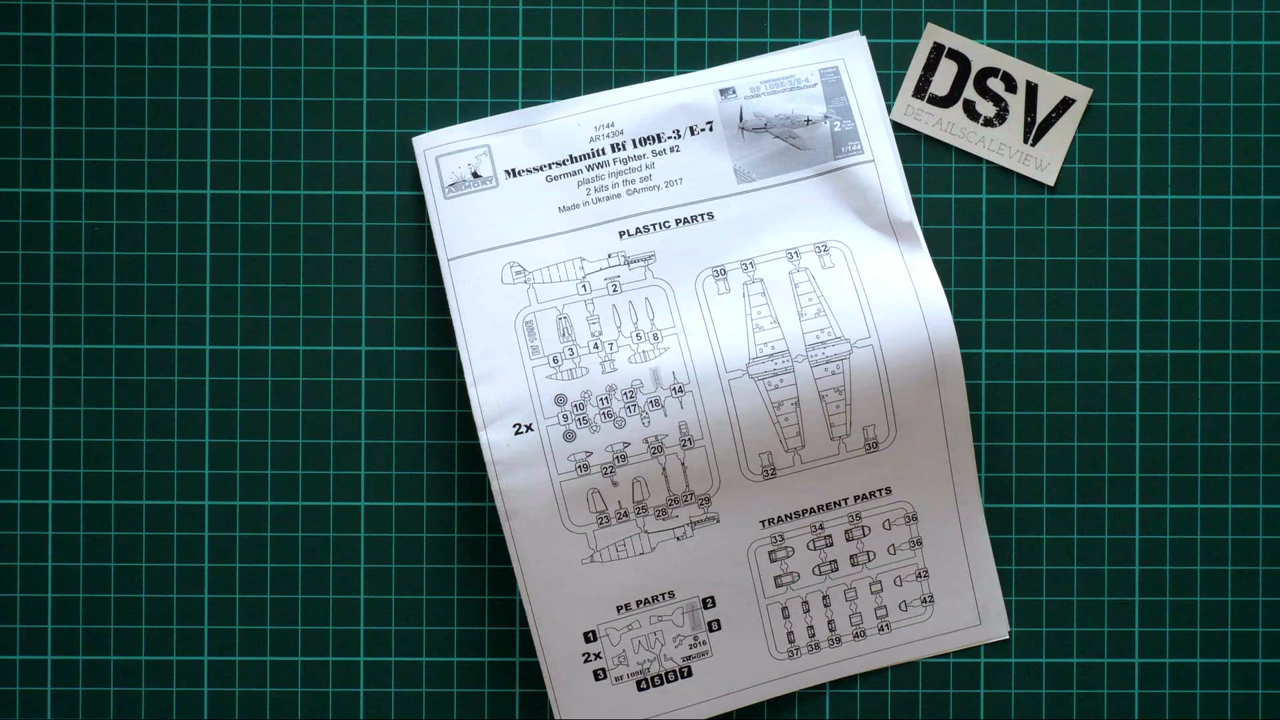 DSV
DETAILSCALEVIEW
1/144
AR14304
Messerschmitt Bf 109E-3/E-7
German WWII Fighter. Set #2
plastic injected kit
2 kits in the set
Made in Ukraine. ©Armory, 2017
ARMORY
1/144
PLASTIC PARTS
1 2
30 31 31 32
6 3 4 7 5 8
9 10 11 12 14
15 16 17 18
2x
19 22 19 20 21
32 30
23 24 25 28 26 27 29
TRANSPARENT PARTS
33 34 35 36
36
42
42
37 38 39 40 41
PE PARTS
1 2
2x 8
3
© 2016
ARMORY
BF 109E
4 5 6 7